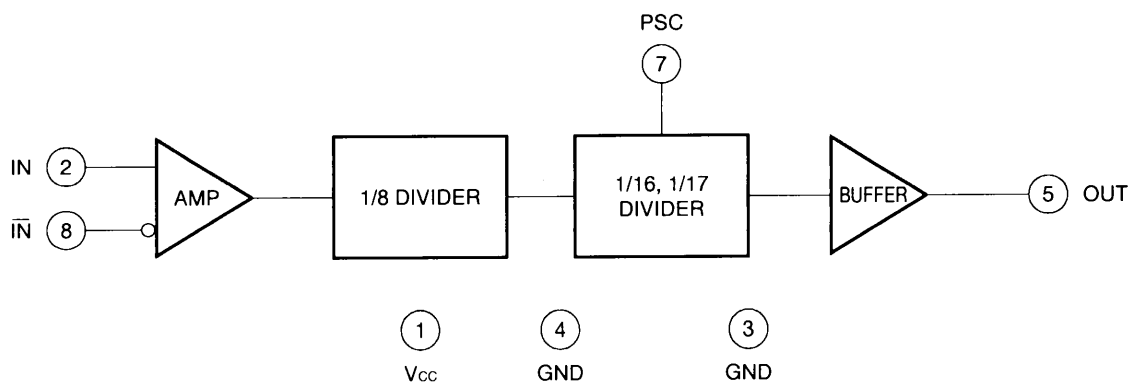 PSC
7
IN 2
AMP
1/8 DIVIDER
1/16, 1/17
DIVIDER
BUFFER
5 OUT
I̅N̅ 8
1
4
3
Vcc
GND
GND